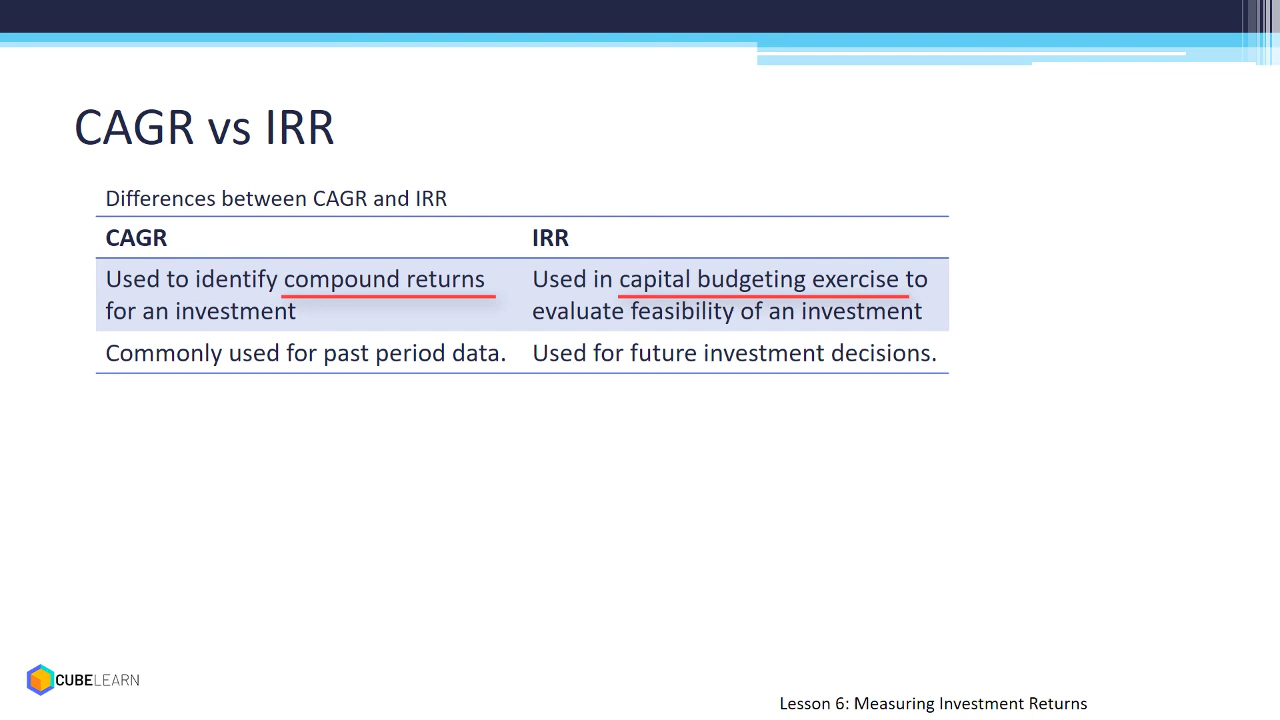 CAGR vs IRR
Differences between CAGR and IRR
CAGR IRR
Used to identify compound returns
for an investment
Used in capital budgeting exercise to
evaluate feasibility of an investment
Commonly used for past period data.
Used for future investment decisions.
CUBELEARN
Lesson 6: Measuring Investment Returns